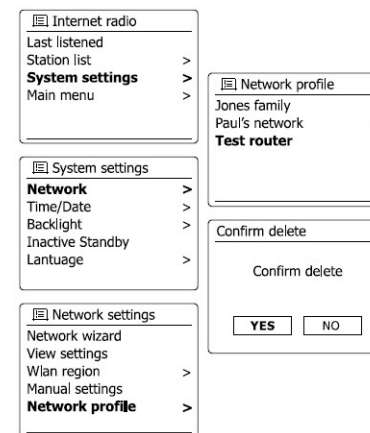 Internet radio
Last listened
Station list >
System settings >
Main menu >
System settings
Network >
Time/Date >
Backlight >
Inactive Standby
Lantuage >
Network settings
Network wizard
View settings
Wlan region >
Manual settings
Network profile >
Network profile
Jones family
Paul's network
Test router
Confirm delete
Confirm delete
YES NO